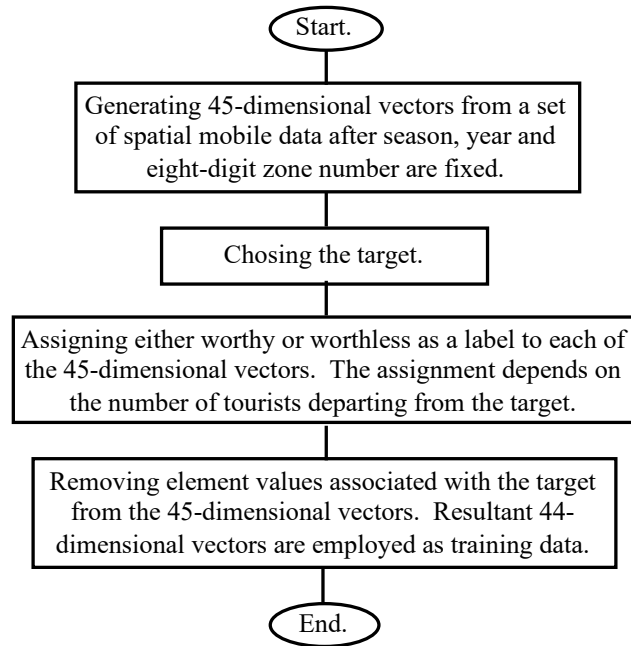 Start.
Generating 45-dimensional vectors from a set
of spatial mobile data after season, year and
eight-digit zone number are fixed.
Chosing the target.
Assigning either worthy or worthless as a label to each of
the 45-dimensional vectors.  The assignment depends on
the number of tourists departing from the target.
Removing element values associated with the target
from the 45-dimensional vectors.  Resultant 44-
dimensional vectors are employed as training data.
End.